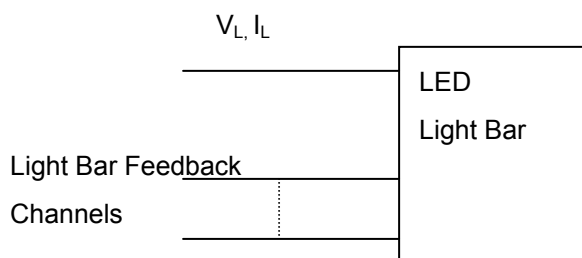 V_L, I_L
LED
Light Bar
Light Bar Feedback
Channels